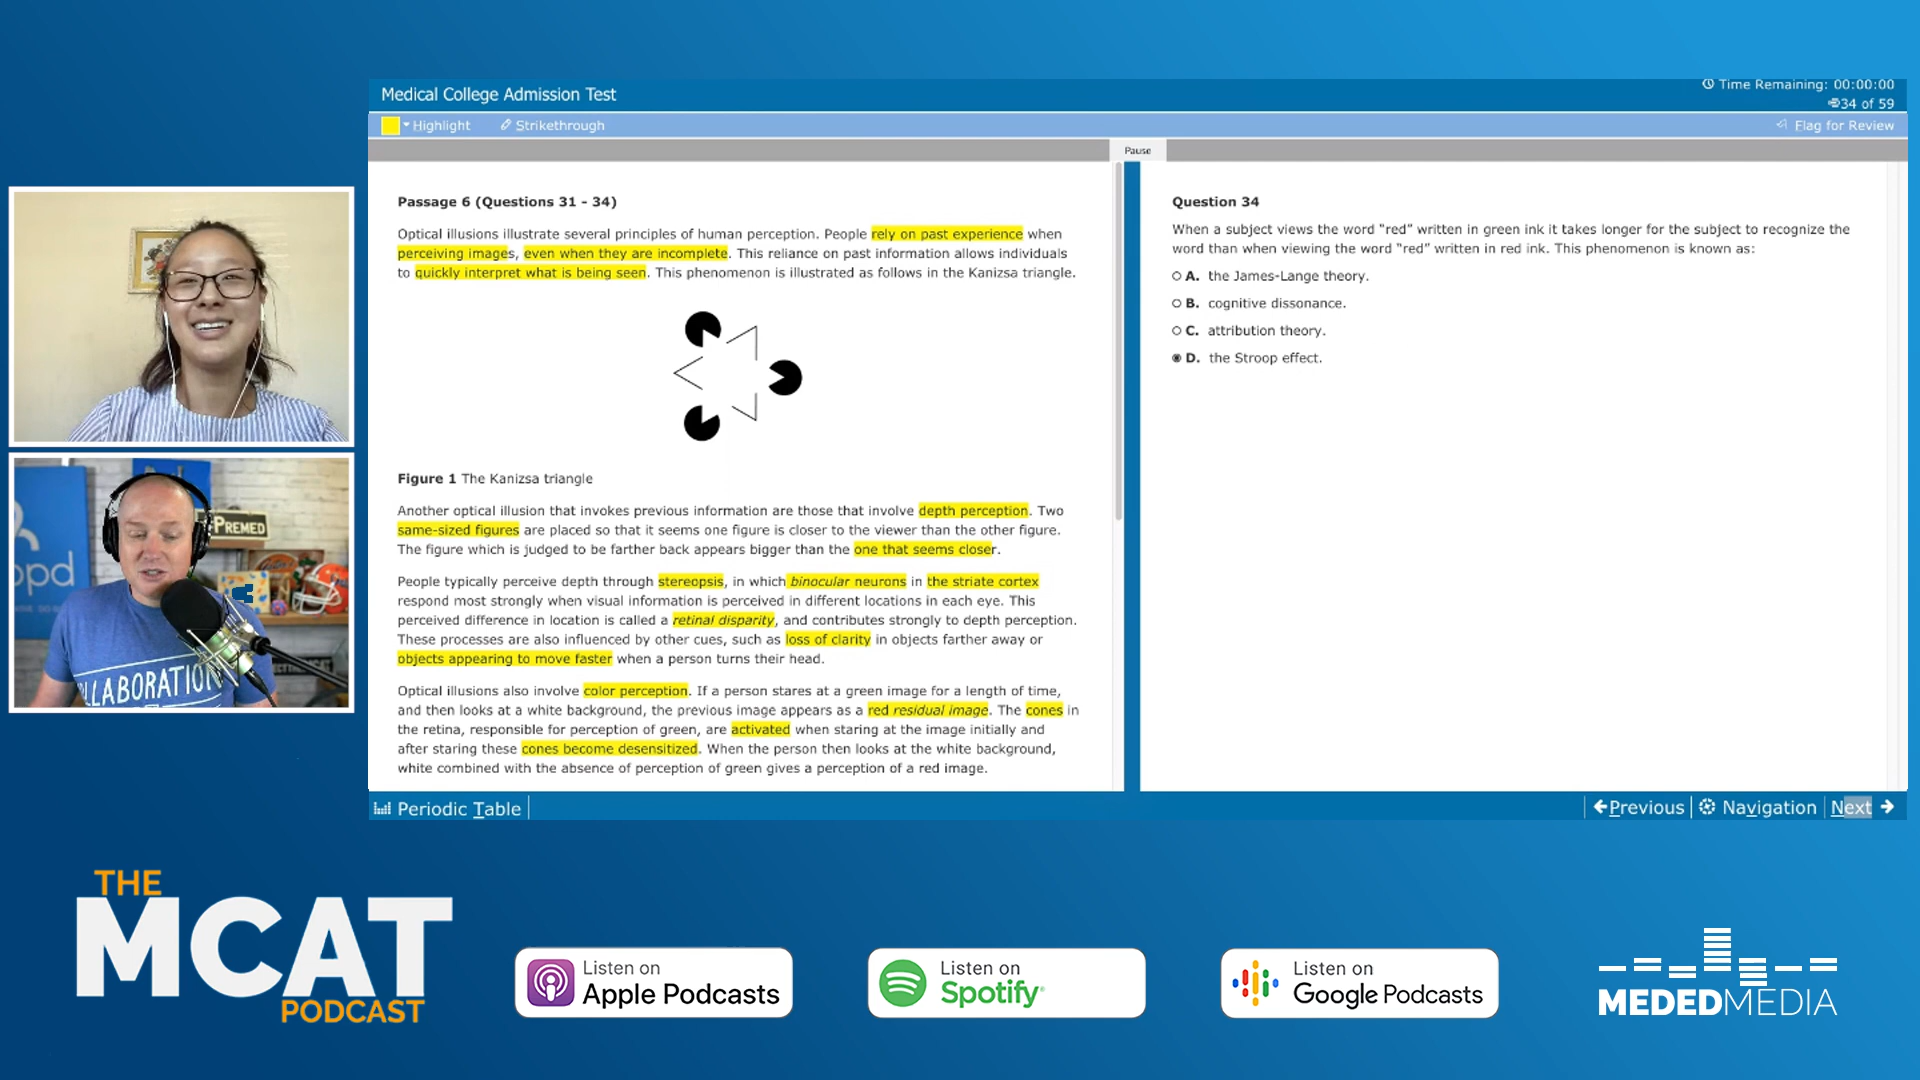 Medical College Admission Test
Time Remaining: 00:00:00
34 of 59
Highlight
Strikethrough
Flag for Review
Pause
Passage 6 (Questions 31 - 34)
Optical illusions illustrate several principles of human perception. People rely on past experience when
perceiving images, even when they are incomplete. This reliance on past information allows individuals
to quickly interpret what is being seen. This phenomenon is illustrated as follows in the Kanizsa triangle.
Figure 1 The Kanizsa triangle
Another optical illusion that invokes previous information are those that involve depth perception. Two
same-sized figures are placed so that it seems one figure is closer to the viewer than the other figure.
The figure which is judged to be farther back appears bigger than the one that seems closer.
People typically perceive depth through stereopsis, in which binocular neurons in the striate cortex
respond most strongly when visual information is perceived in different locations in each eye. This
perceived difference in location is called a retinal disparity, and contributes strongly to depth perception.
These processes are also influenced by other cues, such as loss of clarity in objects farther away or
objects appearing to move faster when a person turns their head.
Optical illusions also involve color perception. If a person stares at a green image for a length of time,
and then looks at a white background, the previous image appears as a red residual image. The cones in
the retina, responsible for perception of green, are activated when staring at the image initially and
after staring these cones become desensitized. When the person then looks at the white background,
white combined with the absence of perception of green gives a perception of a red image.
Question 34
When a subject views the word “red” written in green ink it takes longer for the subject to recognize the
word than when viewing the word “red” written in red ink. This phenomenon is known as:
A. the James-Lange theory.
B. cognitive dissonance.
C. attribution theory.
D. the Stroop effect.
Periodic Table
Previous
Navigation
Next
PREMED
ppd
LLABORATION
THE
MCAT
PODCAST
Listen on
Apple Podcasts
Listen on
Spotify
Listen on
Google Podcasts
MEDEDMEDIA